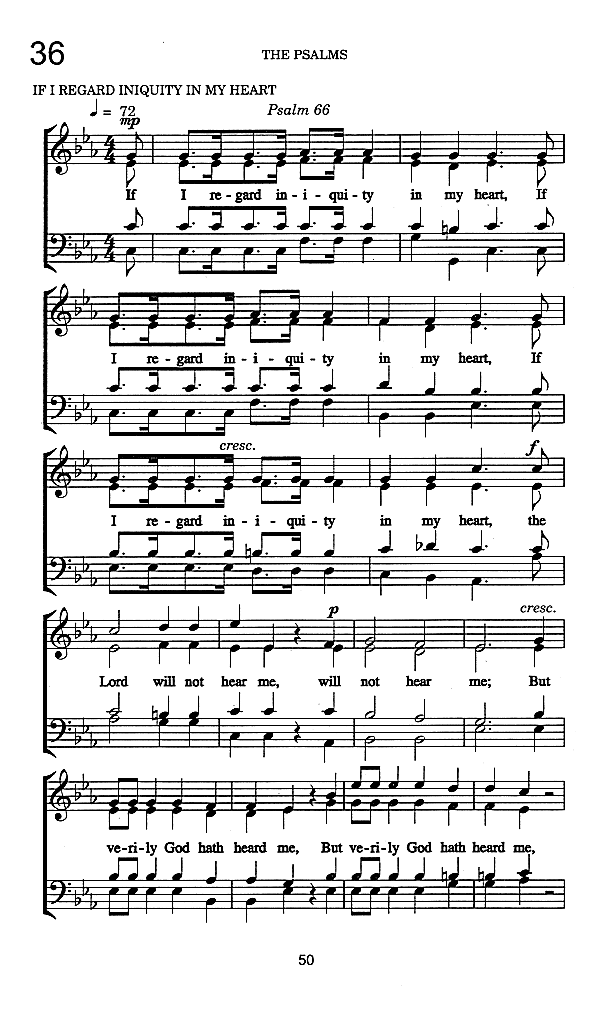 36
THE PSALMS
IF I REGARD INIQUITY IN MY HEART
♩ = 72
Psalm 66
mp
If I re - gard in - i - qui - ty in my heart, If
I re - gard in - i - qui - ty in my heart, If
cresc.
f
I re - gard in - i - qui - ty in my heart, the
p
cresc.
Lord will not hear me, will not hear me; But
ve-ri-ly God hath heard me, But ve-ri-ly God hath heard me,
50